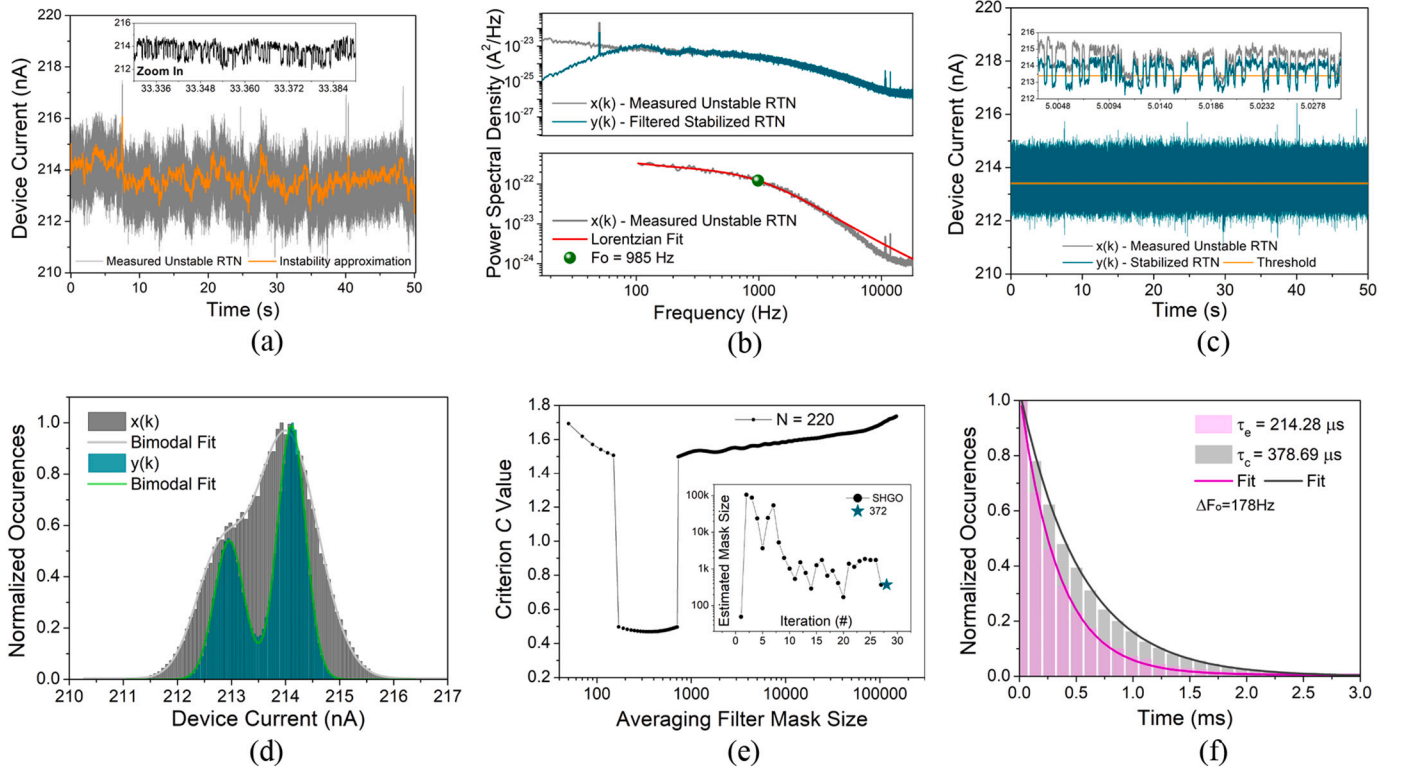 220
218
216
214
212
210
Device Current (nA)
216
214
212
Zoom In
33.336 33.348 33.360 33.372 33.384
Measured Unstable RTN Instability approximation
0 10 20 30 40 50
Time (s)
(a)
Power Spectral Density (A²/Hz)
10⁻²³
10⁻²⁵
10⁻²⁷
x(k) - Measured Unstable RTN
y(k) - Filtered Stabilized RTN
10⁻²²
10⁻²³
10⁻²⁴
x(k) - Measured Unstable RTN
Lorentzian Fit
Fo = 985 Hz
100 1000 10000
Frequency (Hz)
(b)
220
218
216
214
212
210
Device Current (nA)
216
215
214
213
212
5.0048 5.0094 5.0140 5.0186 5.0232 5.0278
x(k) - Measured Unstable RTN
y(k) - Stabilized RTN Threshold
0 10 20 30 40 50
Time (s)
(c)
Normalized Occurences
1.0
0.8
0.6
0.4
0.2
0.0
x(k)
Bimodal Fit
y(k)
Bimodal Fit
210 211 212 213 214 215 216 217
Device Current (nA)
(d)
Criterion C Value
1.8
1.6
1.4
1.2
1.0
0.8
0.6
0.4
0.2
N = 220
Estimated Mask Size
100k
10k
1k
100
SHGO
372
Iteration (#)
0 5 10 15 20 25 30
100 1000 10000 100000
Averaging Filter Mask Size
(e)
Normalized Occurences
1.0
0.8
0.6
0.4
0.2
0.0
τe = 214.28 µs
τc = 378.69 µs
Fit Fit
ΔFo=178Hz
0.0 0.5 1.0 1.5 2.0 2.5 3.0
Time (ms)
(f)